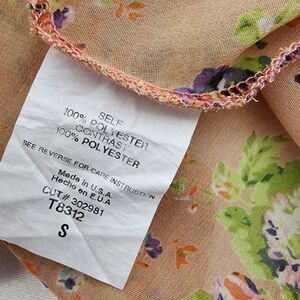 SELF
100% POLYESTER
CONTRAST
100% POLYESTER
SEE REVERSE FOR CARE INSTRUCTION
Made in U.S.A.
Hecho en E.U.A
CUT# 302981
T8312
S